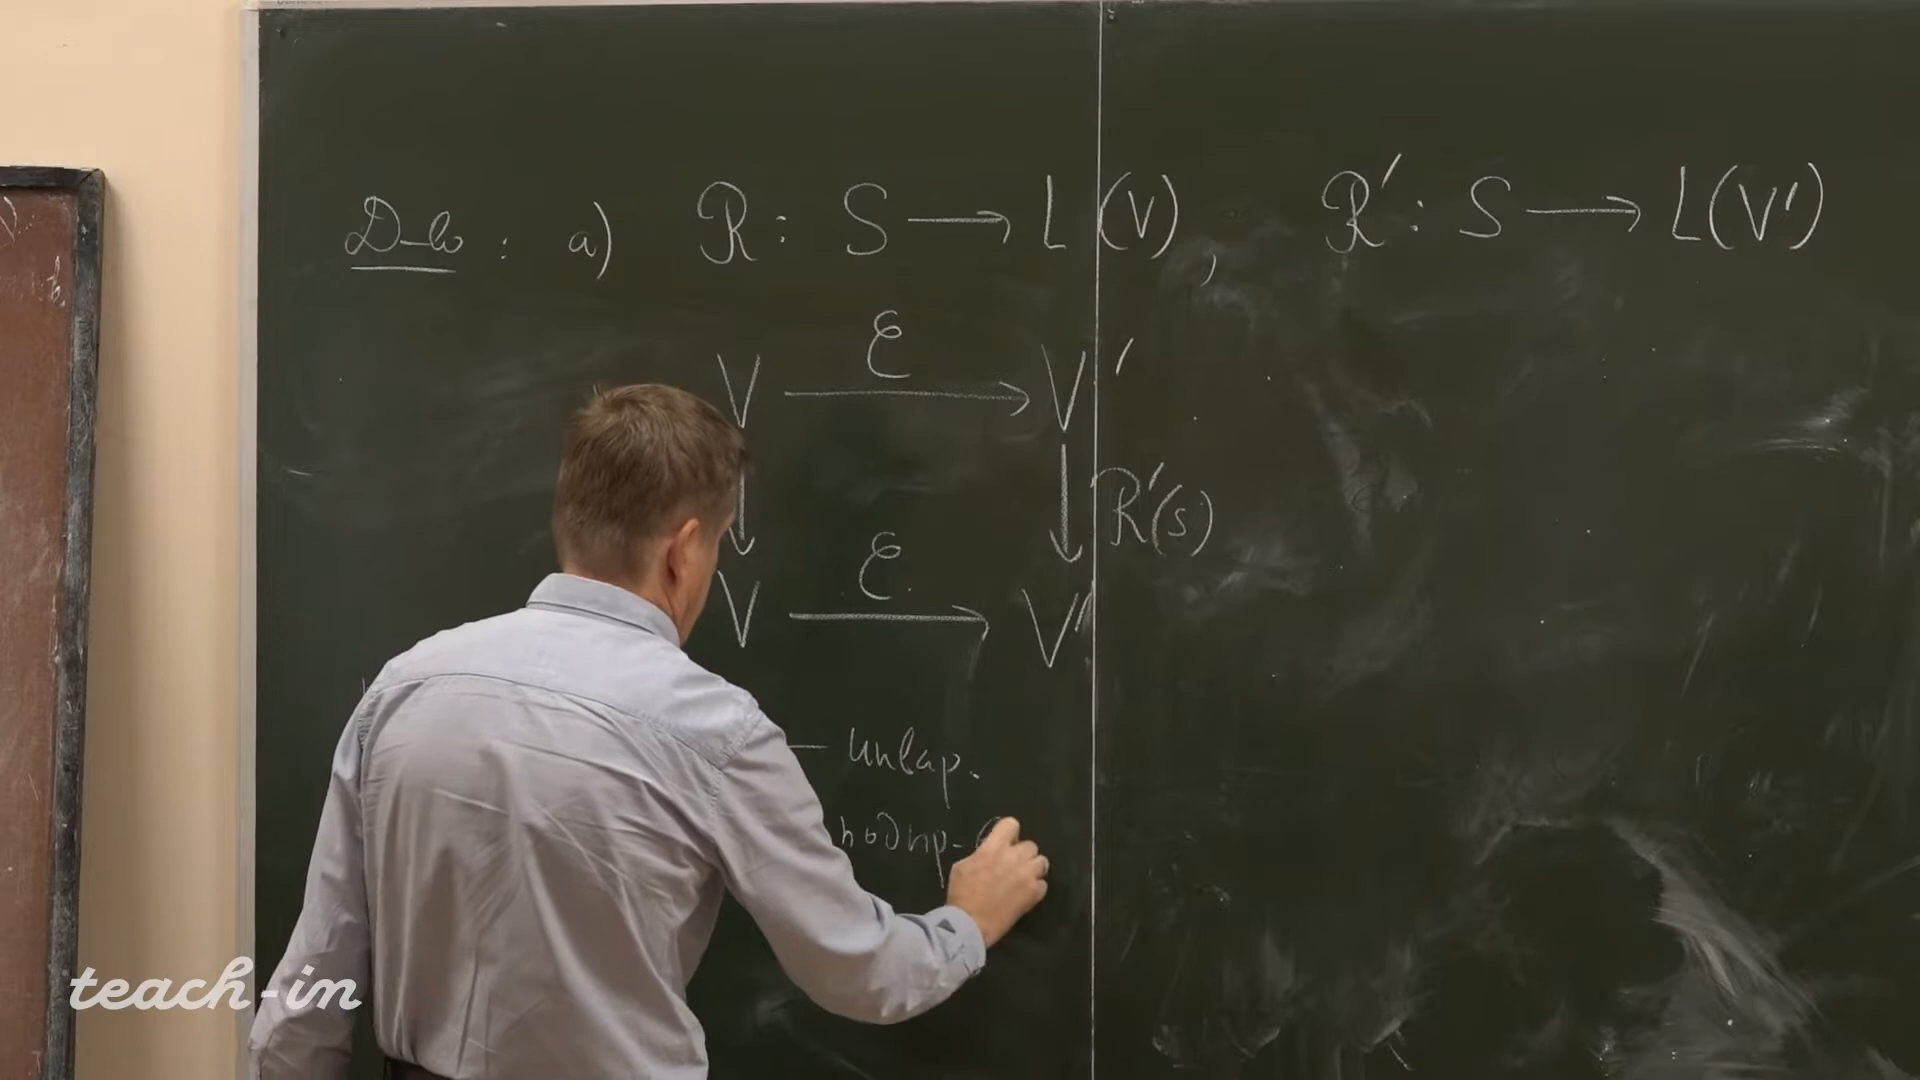 Д-во: а) R: S → L(V), R': S → L(V')
V ℰ→ V'
↓ ↓ R'(s)
V ℰ→ V'
— инвар.
подпр-
teach-in